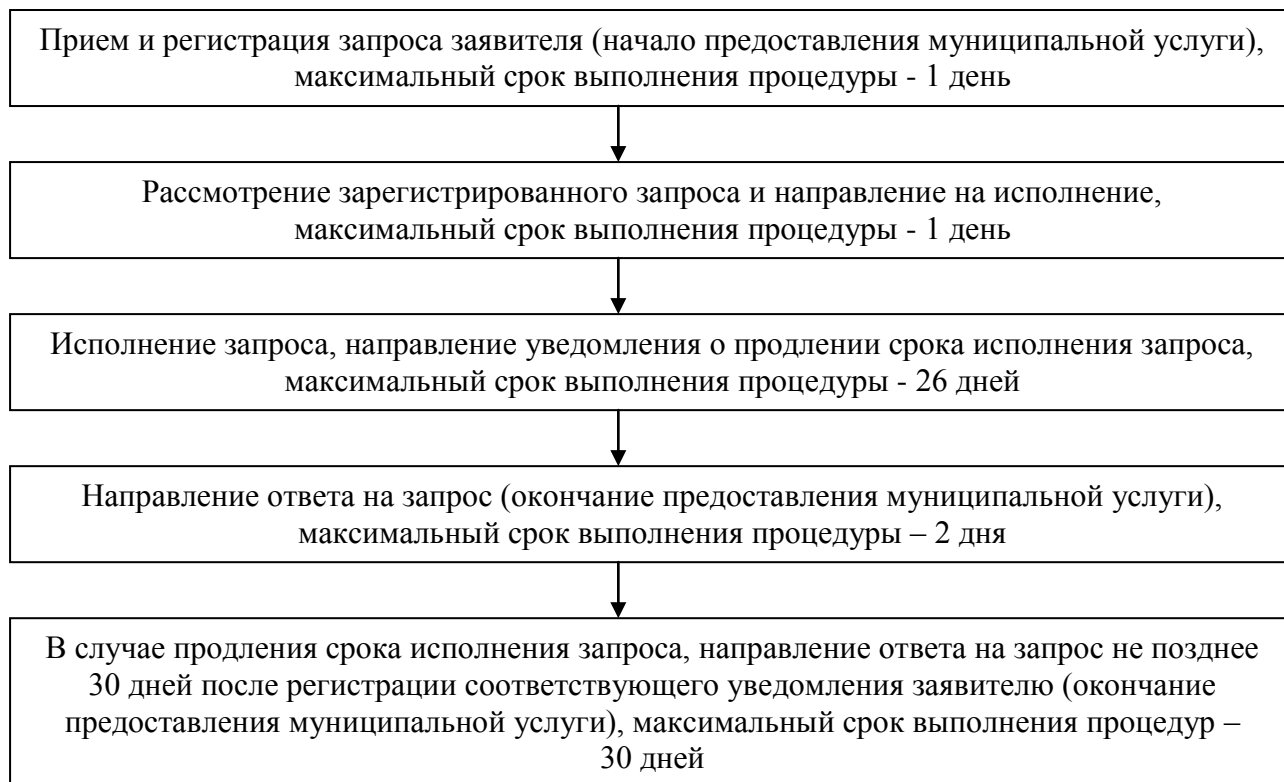 Прием и регистрация запроса заявителя (начало предоставления муниципальной услуги),
максимальный срок выполнения процедуры - 1 день
Рассмотрение зарегистрированного запроса и направление на исполнение,
максимальный срок выполнения процедуры - 1 день
Исполнение запроса, направление уведомления о продлении срока исполнения запроса,
максимальный срок выполнения процедуры - 26 дней
Направление ответа на запрос (окончание предоставления муниципальной услуги),
максимальный срок выполнения процедуры – 2 дня
В случае продления срока исполнения запроса, направление ответа на запрос не позднее
30 дней после регистрации соответствующего уведомления заявителю (окончание
предоставления муниципальной услуги), максимальный срок выполнения процедур –
30 дней